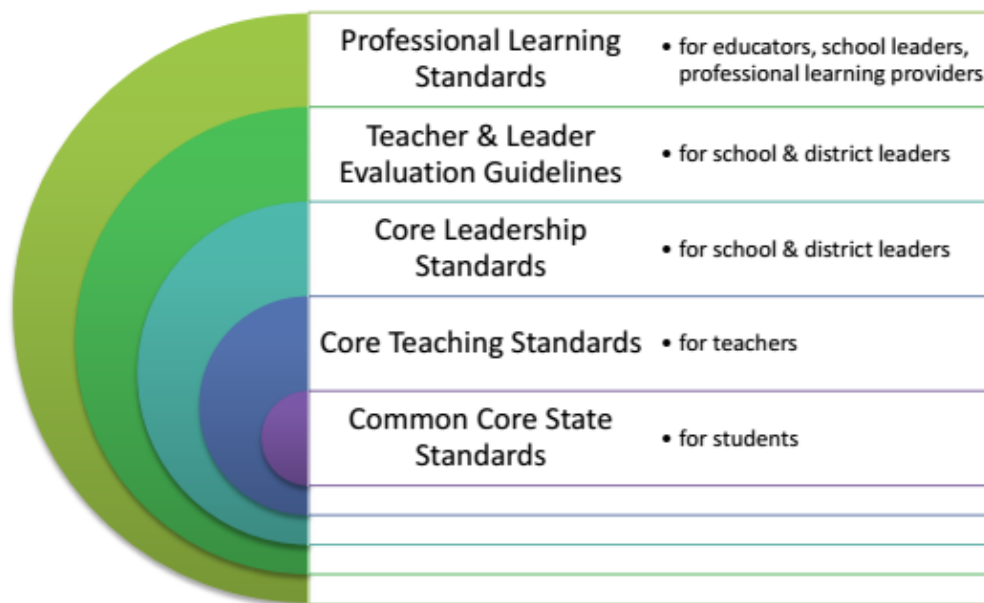 Professional Learning
Standards
• for educators, school leaders,
professional learning providers
Teacher & Leader
Evaluation Guidelines
• for school & district leaders
Core Leadership
Standards
• for school & district leaders
Core Teaching Standards
• for teachers
Common Core State
Standards
• for students